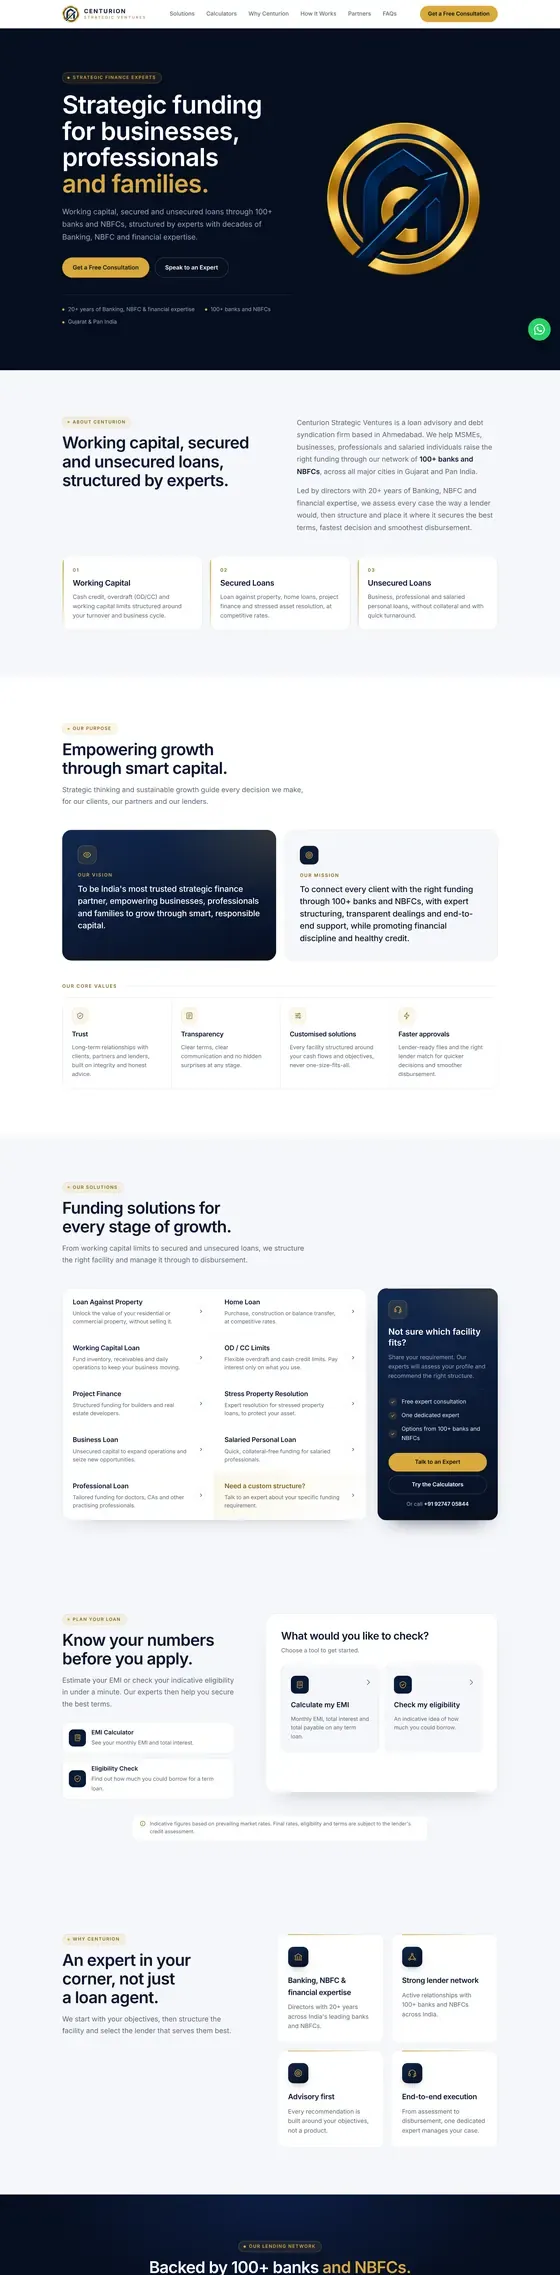 CENTURION
STRATEGIC VENTURES
Solutions
Calculators
Why Centurion
How It Works
Partners
FAQs
Get a Free Consultation
STRATEGIC FINANCE EXPERTS
Strategic funding
for businesses,
professionals
and families.
Working capital, secured and unsecured loans through 100+
banks and NBFCs, structured by experts with decades of
Banking, NBFC and financial expertise.
Get a Free Consultation
Speak to an Expert
20+ years of Banking, NBFC & financial expertise
100+ banks and NBFCs
Gujarat & Pan India
ABOUT CENTURION
Working capital, secured
and unsecured loans,
structured by experts.
Centurion Strategic Ventures is a loan advisory and debt
syndication firm based in Ahmedabad. We help MSMEs,
businesses, professionals and salaried individuals raise the
right funding through our network of 100+ banks and
NBFCs, across all major cities in Gujarat and Pan India.
Led by directors with 20+ years of Banking, NBFC and
financial expertise, we assess every case the way a lender
would, then structure and place it where it secures the best
terms, fastest decision and smoothest disbursement.
01
Working Capital
Cash credit, overdraft (OD/CC) and
working capital limits structured around
your turnover and business cycle.
02
Secured Loans
Loan against property, home loans, project
finance and stressed asset resolution, at
competitive rates.
03
Unsecured Loans
Business, professional and salaried
personal loans, without collateral and with
quick turnaround.
OUR PURPOSE
Empowering growth
through smart capital.
Strategic thinking and sustainable growth guide every decision we make,
for our clients, our partners and our lenders.
OUR VISION
To be India's most trusted strategic finance
partner, empowering businesses, professionals
and families to grow through smart, responsible
capital.
OUR MISSION
To connect every client with the right funding
through 100+ banks and NBFCs, with expert
structuring, transparent dealings and end-to-
end support, while promoting financial
discipline and healthy credit.
OUR CORE VALUES
Trust
Long-term relationships with
clients, partners and lenders,
built on integrity and honest
advice.
Transparency
Clear terms, clear
communication and no hidden
surprises at any stage.
Customised solutions
Every facility structured around
your cash flows and objectives,
never one-size-fits-all.
Faster approvals
Lender-ready files and the right
lender match for quicker
decisions and smoother
disbursement.
OUR SOLUTIONS
Funding solutions for
every stage of growth.
From working capital limits to secured and unsecured loans, we structure
the right facility and manage it through to disbursement.
Loan Against Property
Unlock the value of your residential or
commercial property, without selling it.
Home Loan
Purchase, construction or balance transfer,
at competitive rates.
Working Capital Loan
Fund inventory, receivables and daily
operations to keep your business moving.
OD / CC Limits
Flexible overdraft and cash credit limits. Pay
interest only on what you use.
Project Finance
Structured funding for builders and real
estate developers.
Stress Property Resolution
Expert resolution for stressed property
loans, to protect your asset.
Business Loan
Unsecured capital to expand operations and
seize new opportunities.
Salaried Personal Loan
Quick, collateral-free funding for salaried
professionals.
Professional Loan
Tailored funding for doctors, CAs and other
practising professionals.
Need a custom structure?
Talk to an expert about your specific funding
requirement.
Not sure which facility
fits?
Share your requirement. Our
experts will assess your profile and
recommend the right structure.
Free expert consultation
One dedicated expert
Options from 100+ banks and
NBFCs
Talk to an Expert
Try the Calculators
Or call +91 92747 05844
PLAN YOUR LOAN
Know your numbers
before you apply.
Estimate your EMI or check your indicative eligibility
in under a minute. Our experts then help you secure
the best terms.
EMI Calculator
See your monthly EMI and total interest.
Eligibility Check
Find out how much you could borrow for a term
loan.
What would you like to check?
Choose a tool to get started.
Calculate my EMI
Monthly EMI, total interest and
total payable on any term
loan.
Check my eligibility
An indicative idea of how
much you could borrow.
Indicative figures based on prevailing market rates. Final rates, eligibility and terms are subject to the lender's
credit assessment.
WHY CENTURION
An expert in your
corner, not just
a loan agent.
We start with your objectives, then structure the
facility and select the lender that serves them best.
Banking, NBFC &
financial expertise
Directors with 20+ years
across India's leading banks
and NBFCs.
Strong lender network
Active relationships with
100+ banks and NBFCs
across India.
Advisory first
Every recommendation is
built around your objectives,
not a product.
End-to-end execution
From assessment to
disbursement, one dedicated
expert manages your case.
OUR LENDING NETWORK
Backed by 100+ banks and NBFCs.